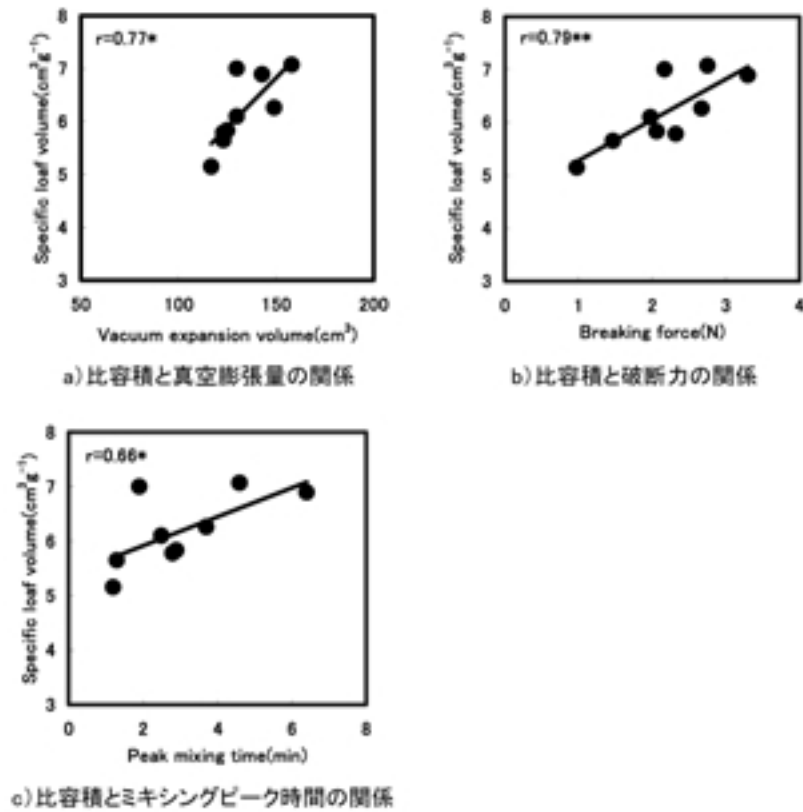 r=0.77*
8
7
6
5
4
3
Specific loaf volume(cm³g⁻¹)
50
100
150
200
Vacuum expansion volume(cm³)
a)比容積と真空膨張量の関係
r=0.79**
8
7
6
5
4
3
Specific loaf volume(cm³g⁻¹)
0
1
2
3
4
Breaking force(N)
b)比容積と破断力の関係
r=0.66*
8
7
6
5
4
3
Specific loaf volume(cm³g⁻¹)
0
2
4
6
8
Peak mixing time(min)
c)比容積とミキシングピーク時間の関係